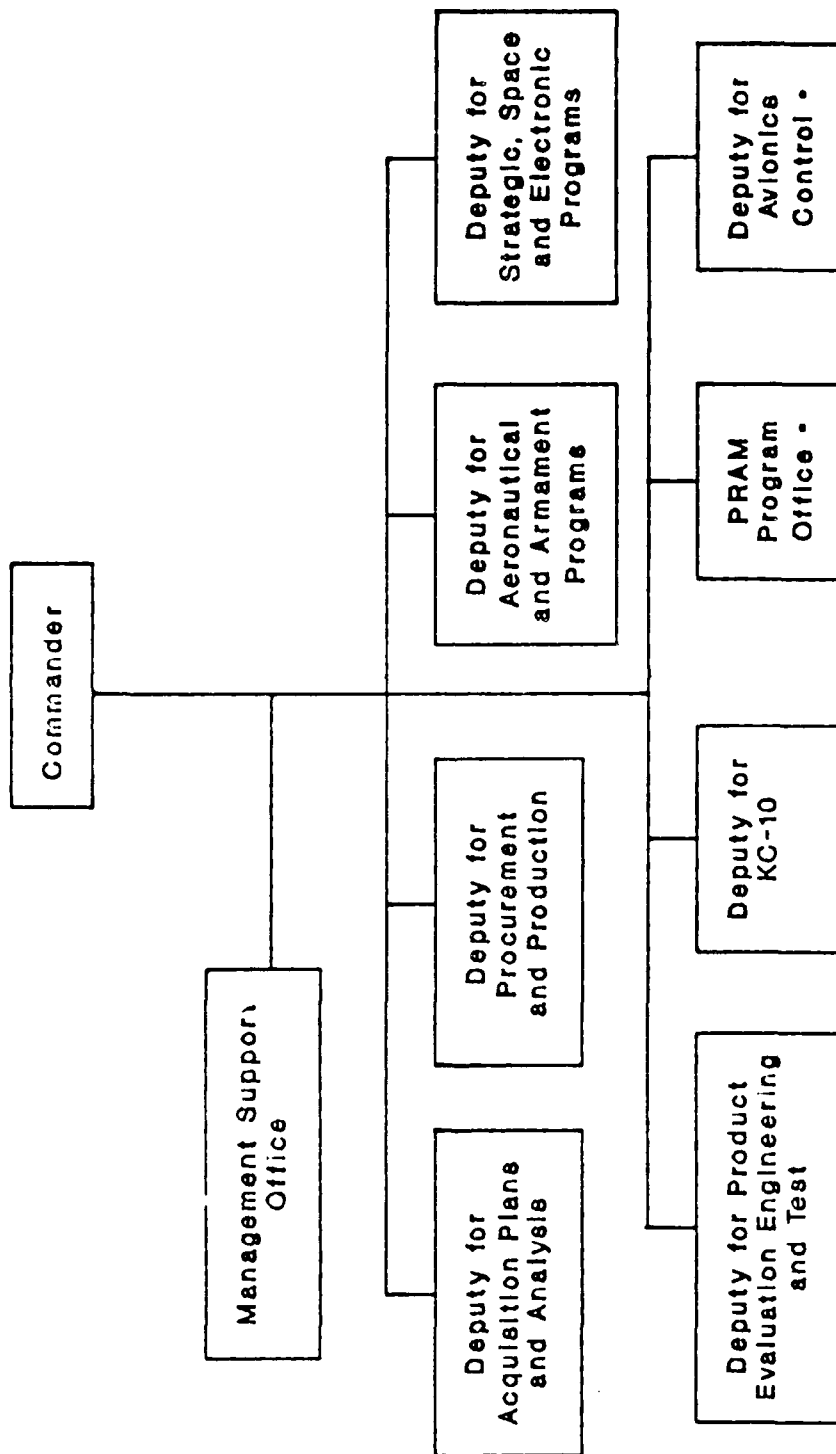 Commander
Management Support
Office
Deputy for
Acquisition Plans
and Analysis
Deputy for
Procurement
and Production
Deputy for
Aeronautical
and Armament
Programs
Deputy for
Strategic, Space
and Electronic
Programs
Deputy for Product
Evaluation Engineering
and Test
Deputy for
KC-10
PRAM
Program
Office •
Deputy for
Avionics
Control •